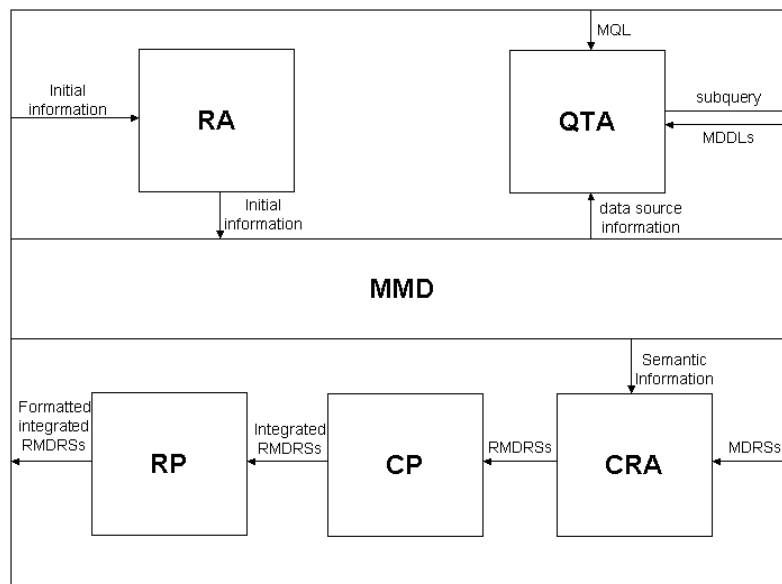 MQL
Initial
information
RA
QTA
subquery
MDDLs
Initial
information
data source
information
MMD
Semantic
Information
Formatted
integrated
RMDRSs
RP
Integrated
RMDRSs
CP
RMDRSs
CRA
MDRSs